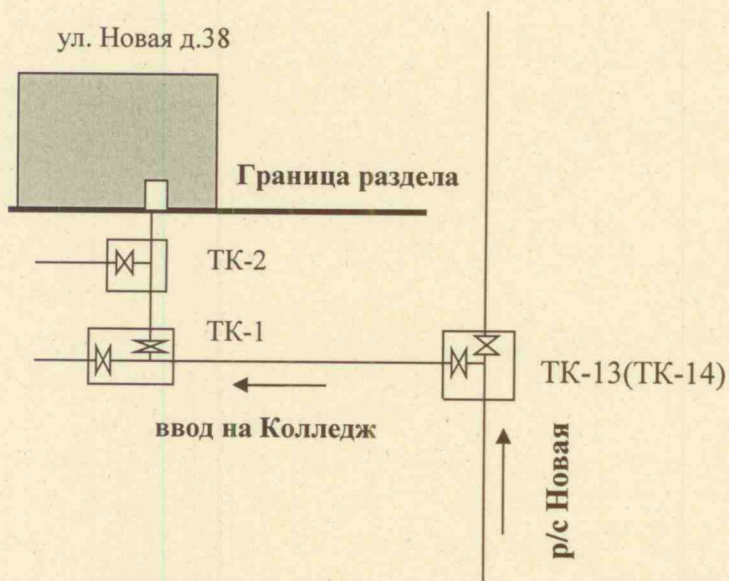 ул. Новая д.38
Граница раздела
ТК-2
ТК-1
ТК-13(ТК-14)
ввод на Колледж
р/с Новая